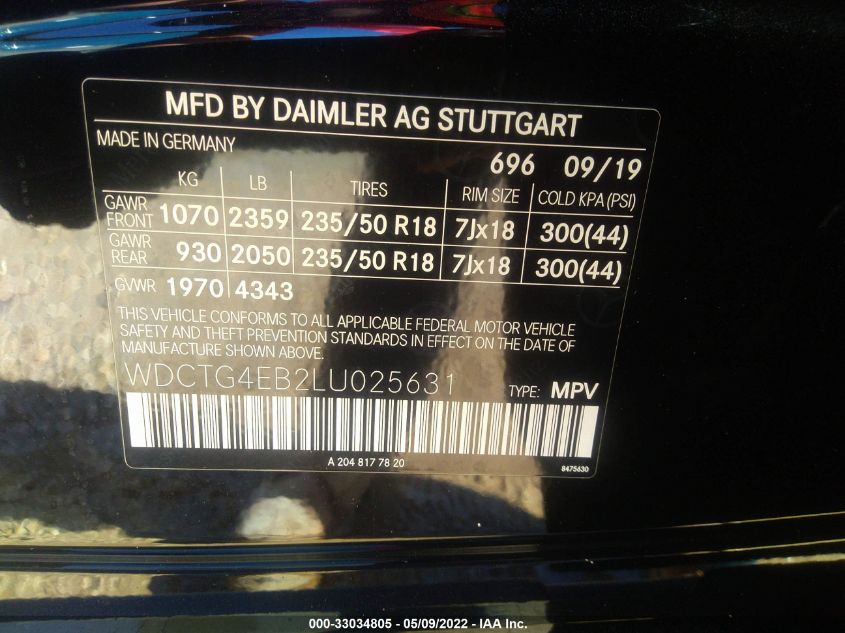 MFD BY DAIMLER AG STUTTGART
MADE IN GERMANY
696 09/19
KG LB TIRES RIM SIZE COLD KPA (PSI)
GAWR FRONT 1070 2359 235/50 R18 7Jx18 300(44)
GAWR REAR 930 2050 235/50 R18 7Jx18 300(44)
GVWR 1970 4343
THIS VEHICLE CONFORMS TO ALL APPLICABLE FEDERAL MOTOR VEHICLE
SAFETY AND THEFT PREVENTION STANDARDS IN EFFECT ON THE DATE OF
MANUFACTURE SHOWN ABOVE.
WDCTG4EB2LU025631 TYPE: MPV
A 204 817 78 20
8475630
000-33034805 - 05/09/2022 - © IAA Inc.